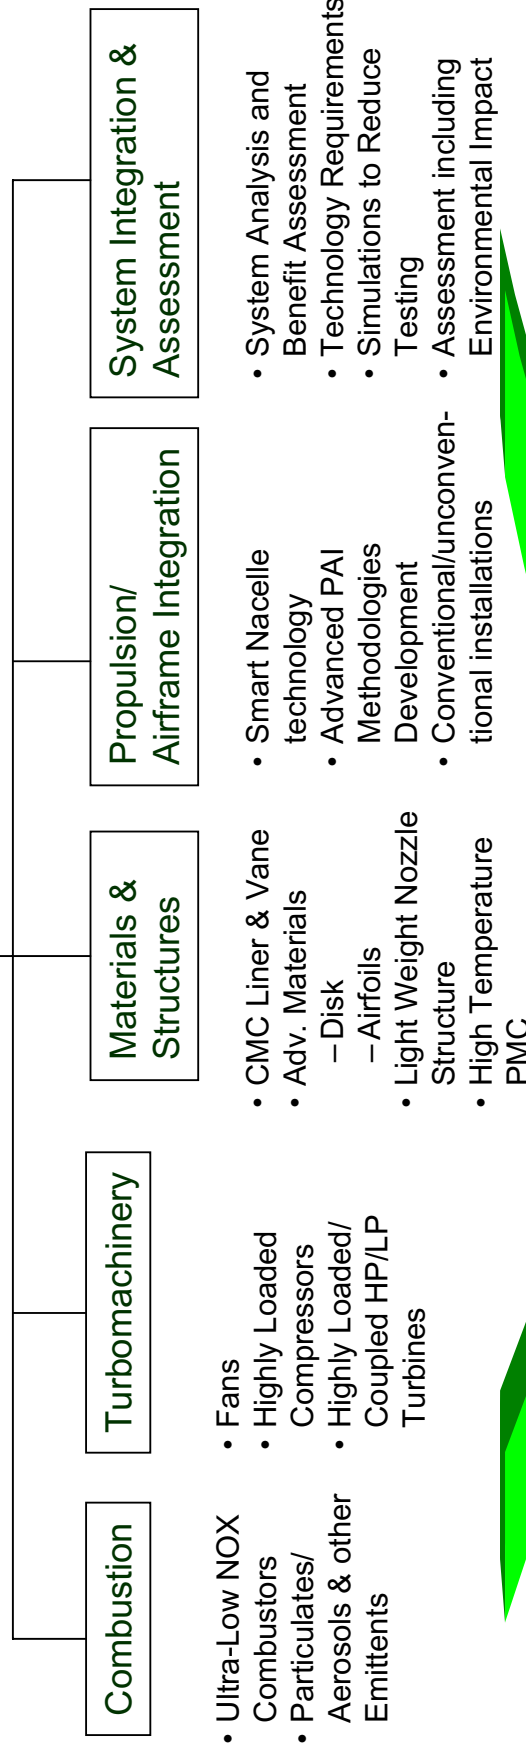 Combustion
• Ultra-Low NOX
Combustors
• Particulates/
Aerosols & other
Emittents
Turbomachinery
• Fans
• Highly Loaded
Compressors
• Highly Loaded/
Coupled HP/LP
Turbines
Materials &
Structures
• CMC Liner & Vane
• Adv. Materials
– Disk
– Airfoils
• Light Weight Nozzle
Structure
• High Temperature
PMC
Propulsion/
Airframe Integration
• Smart Nacelle
technology
• Advanced PAI
Methodologies
Development
• Conventional/unconven-
tional installations
System Integration &
Assessment
• System Analysis and
Benefit Assessment
• Technology Requirements
• Simulations to Reduce
Testing
• Assessment including
Environmental Impact